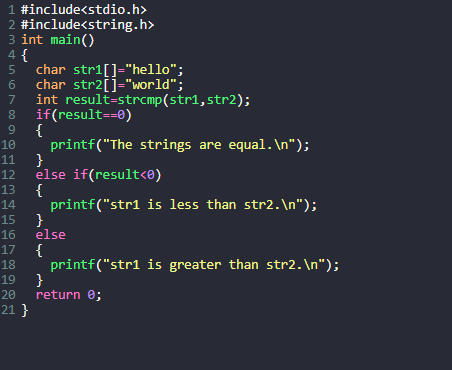 1 #include<stdio.h>
2 #include<string.h>
3 int main()
4 {
5   char str1[]="hello";
6   char str2[]="world";
7   int result=strcmp(str1,str2);
8   if(result==0)
9   {
10     printf("The strings are equal.\n");
11   }
12   else if(result<0)
13   {
14     printf("str1 is less than str2.\n");
15   }
16   else
17   {
18     printf("str1 is greater than str2.\n");
19   }
20   return 0;
21 }